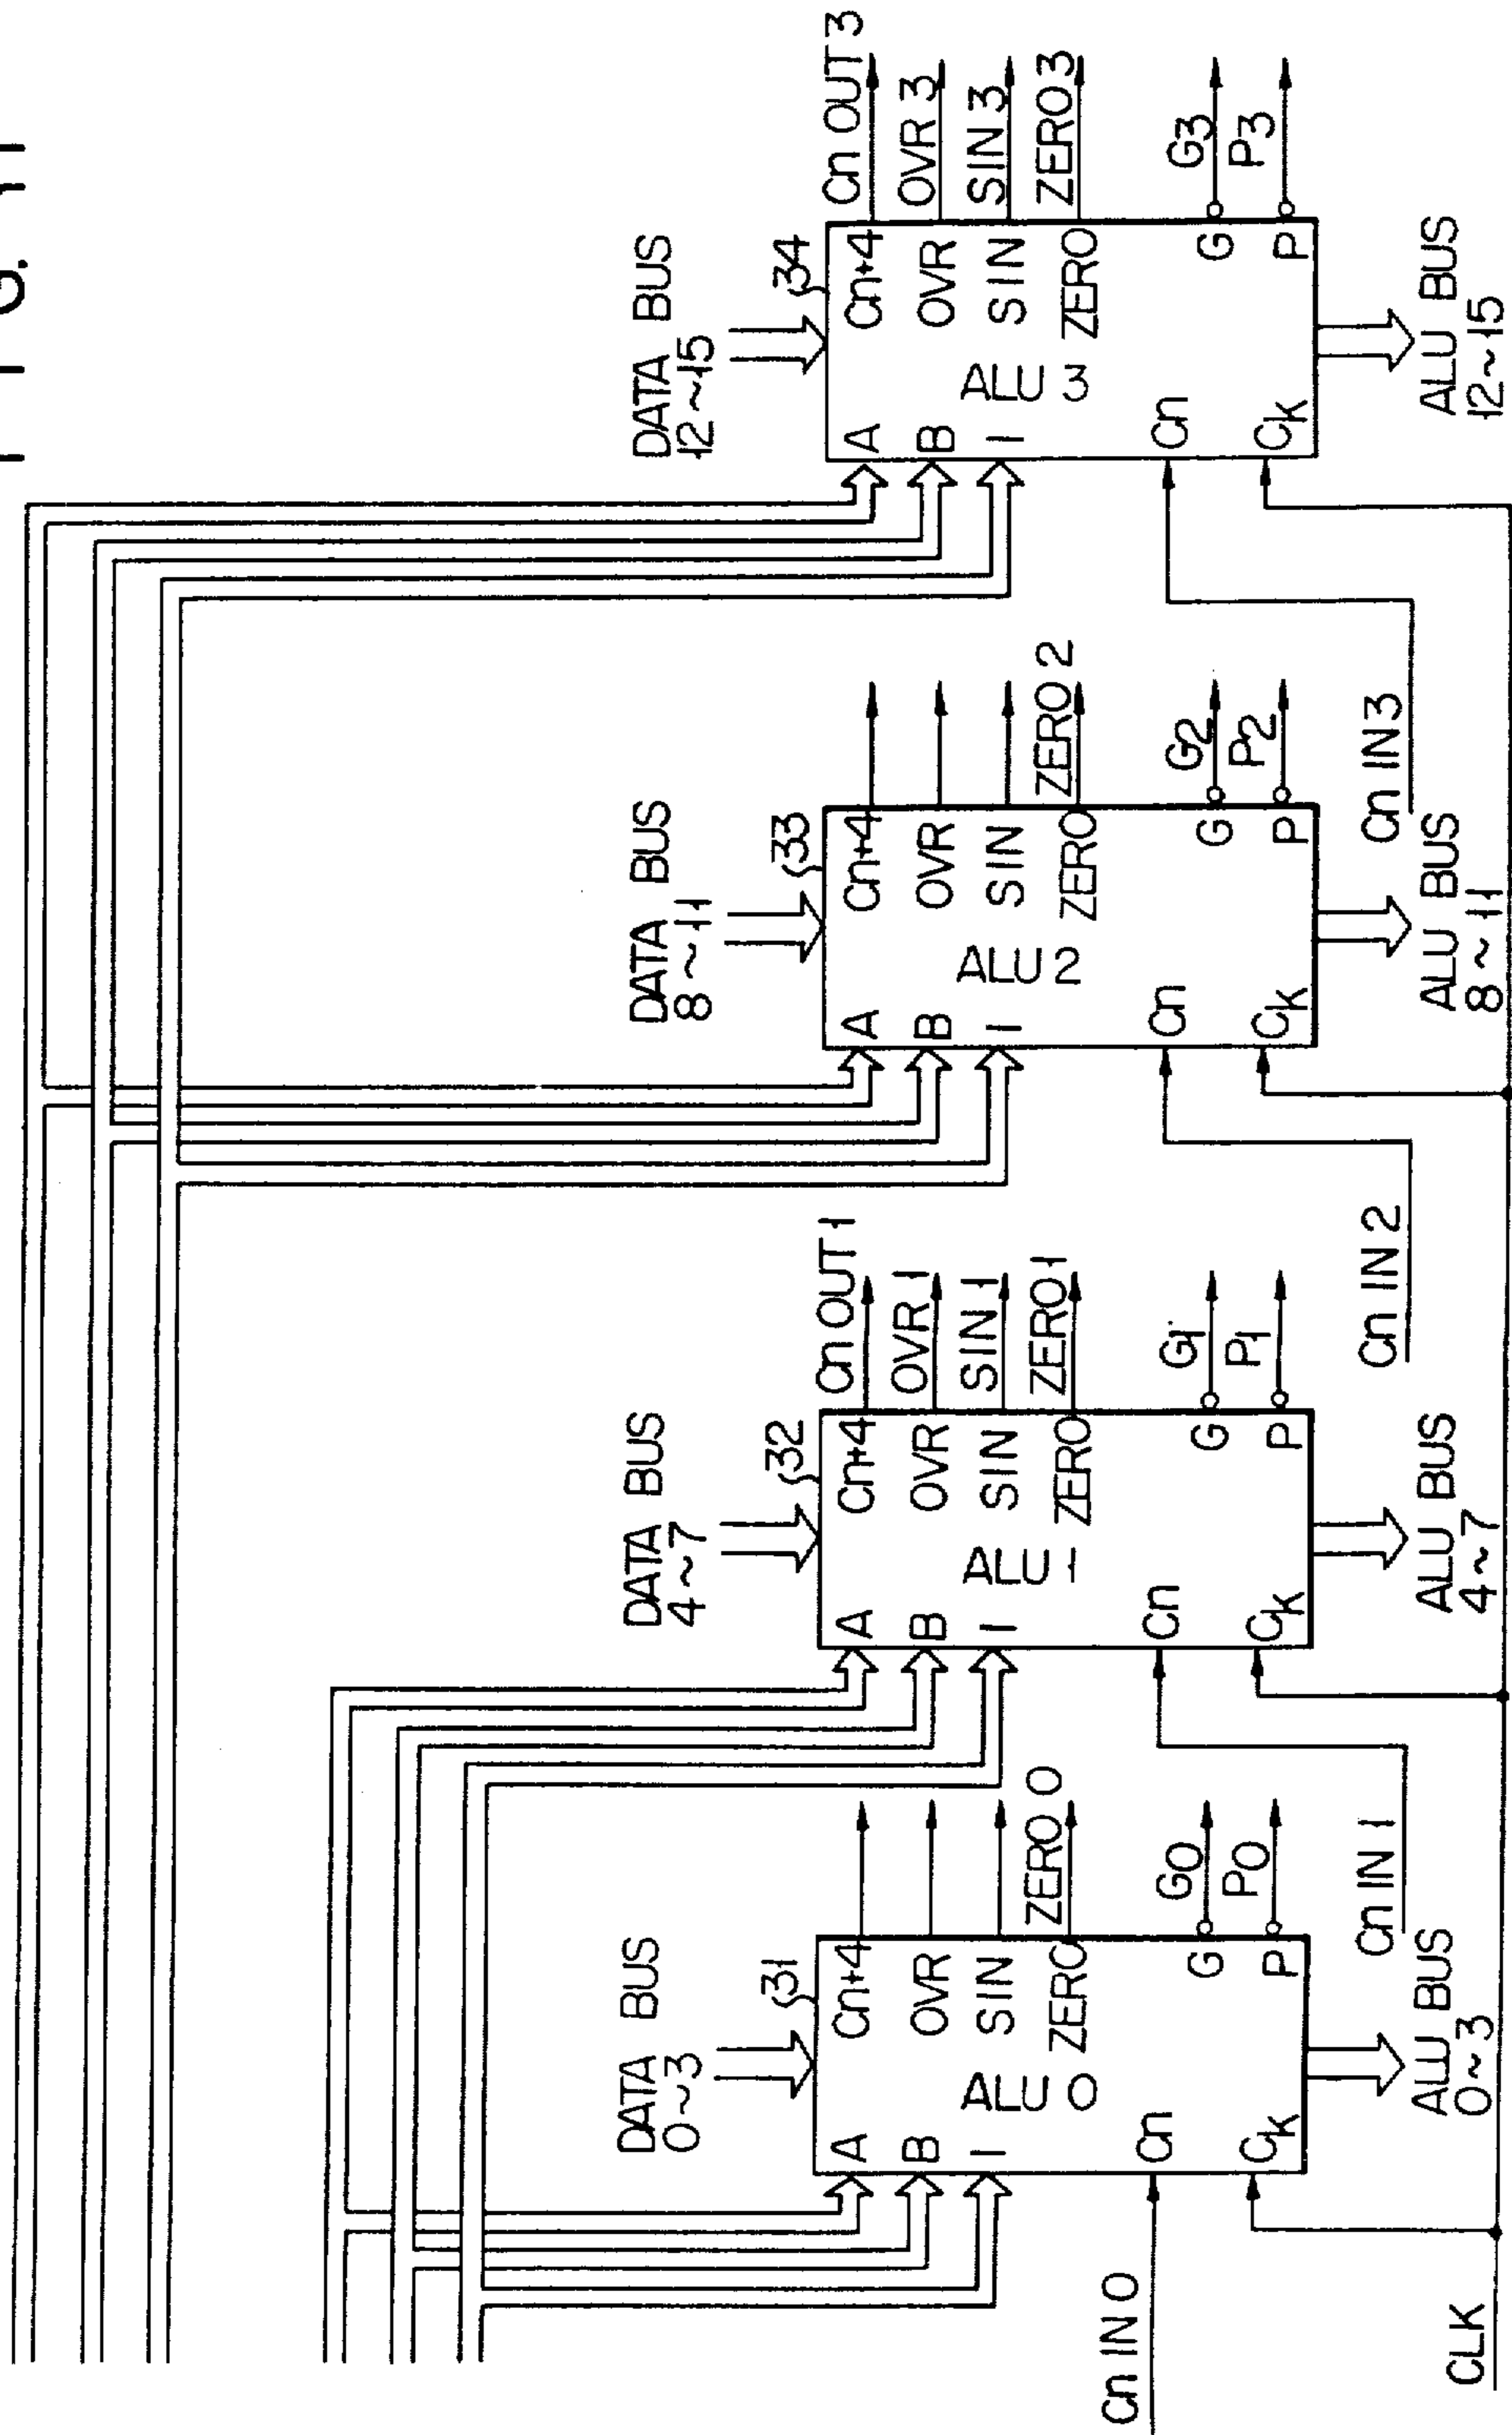 DATA BUS
0~3
31
A
B
I
Cn
Ck
ALU 0
Cn+4
OVR
SIN
ZERO
G
P
ZERO 0
G0
P0
Cn IN 0
CLK
ALU BUS
0~3
DATA BUS
4~7
32
A
B
I
Cn
Ck
ALU 1
Cn+4
OVR
SIN
ZERO
G
P
Cn OUT 1
OVR 1
SIN 1
ZERO 1
G1
P1
Cn IN 1
ALU BUS
4~7
DATA BUS
8~11
33
A
B
I
Cn
Ck
ALU 2
Cn+4
OVR
SIN
ZERO
G
P
ZERO 2
G2
P2
Cn IN 2
ALU BUS
8~11
DATA BUS
12~15
34
A
B
I
Cn
Ck
ALU 3
Cn+4
OVR
SIN
ZERO
G
P
Cn OUT 3
OVR 3
SIN 3
ZERO 3
G3
P3
Cn IN 3
ALU BUS
12~15